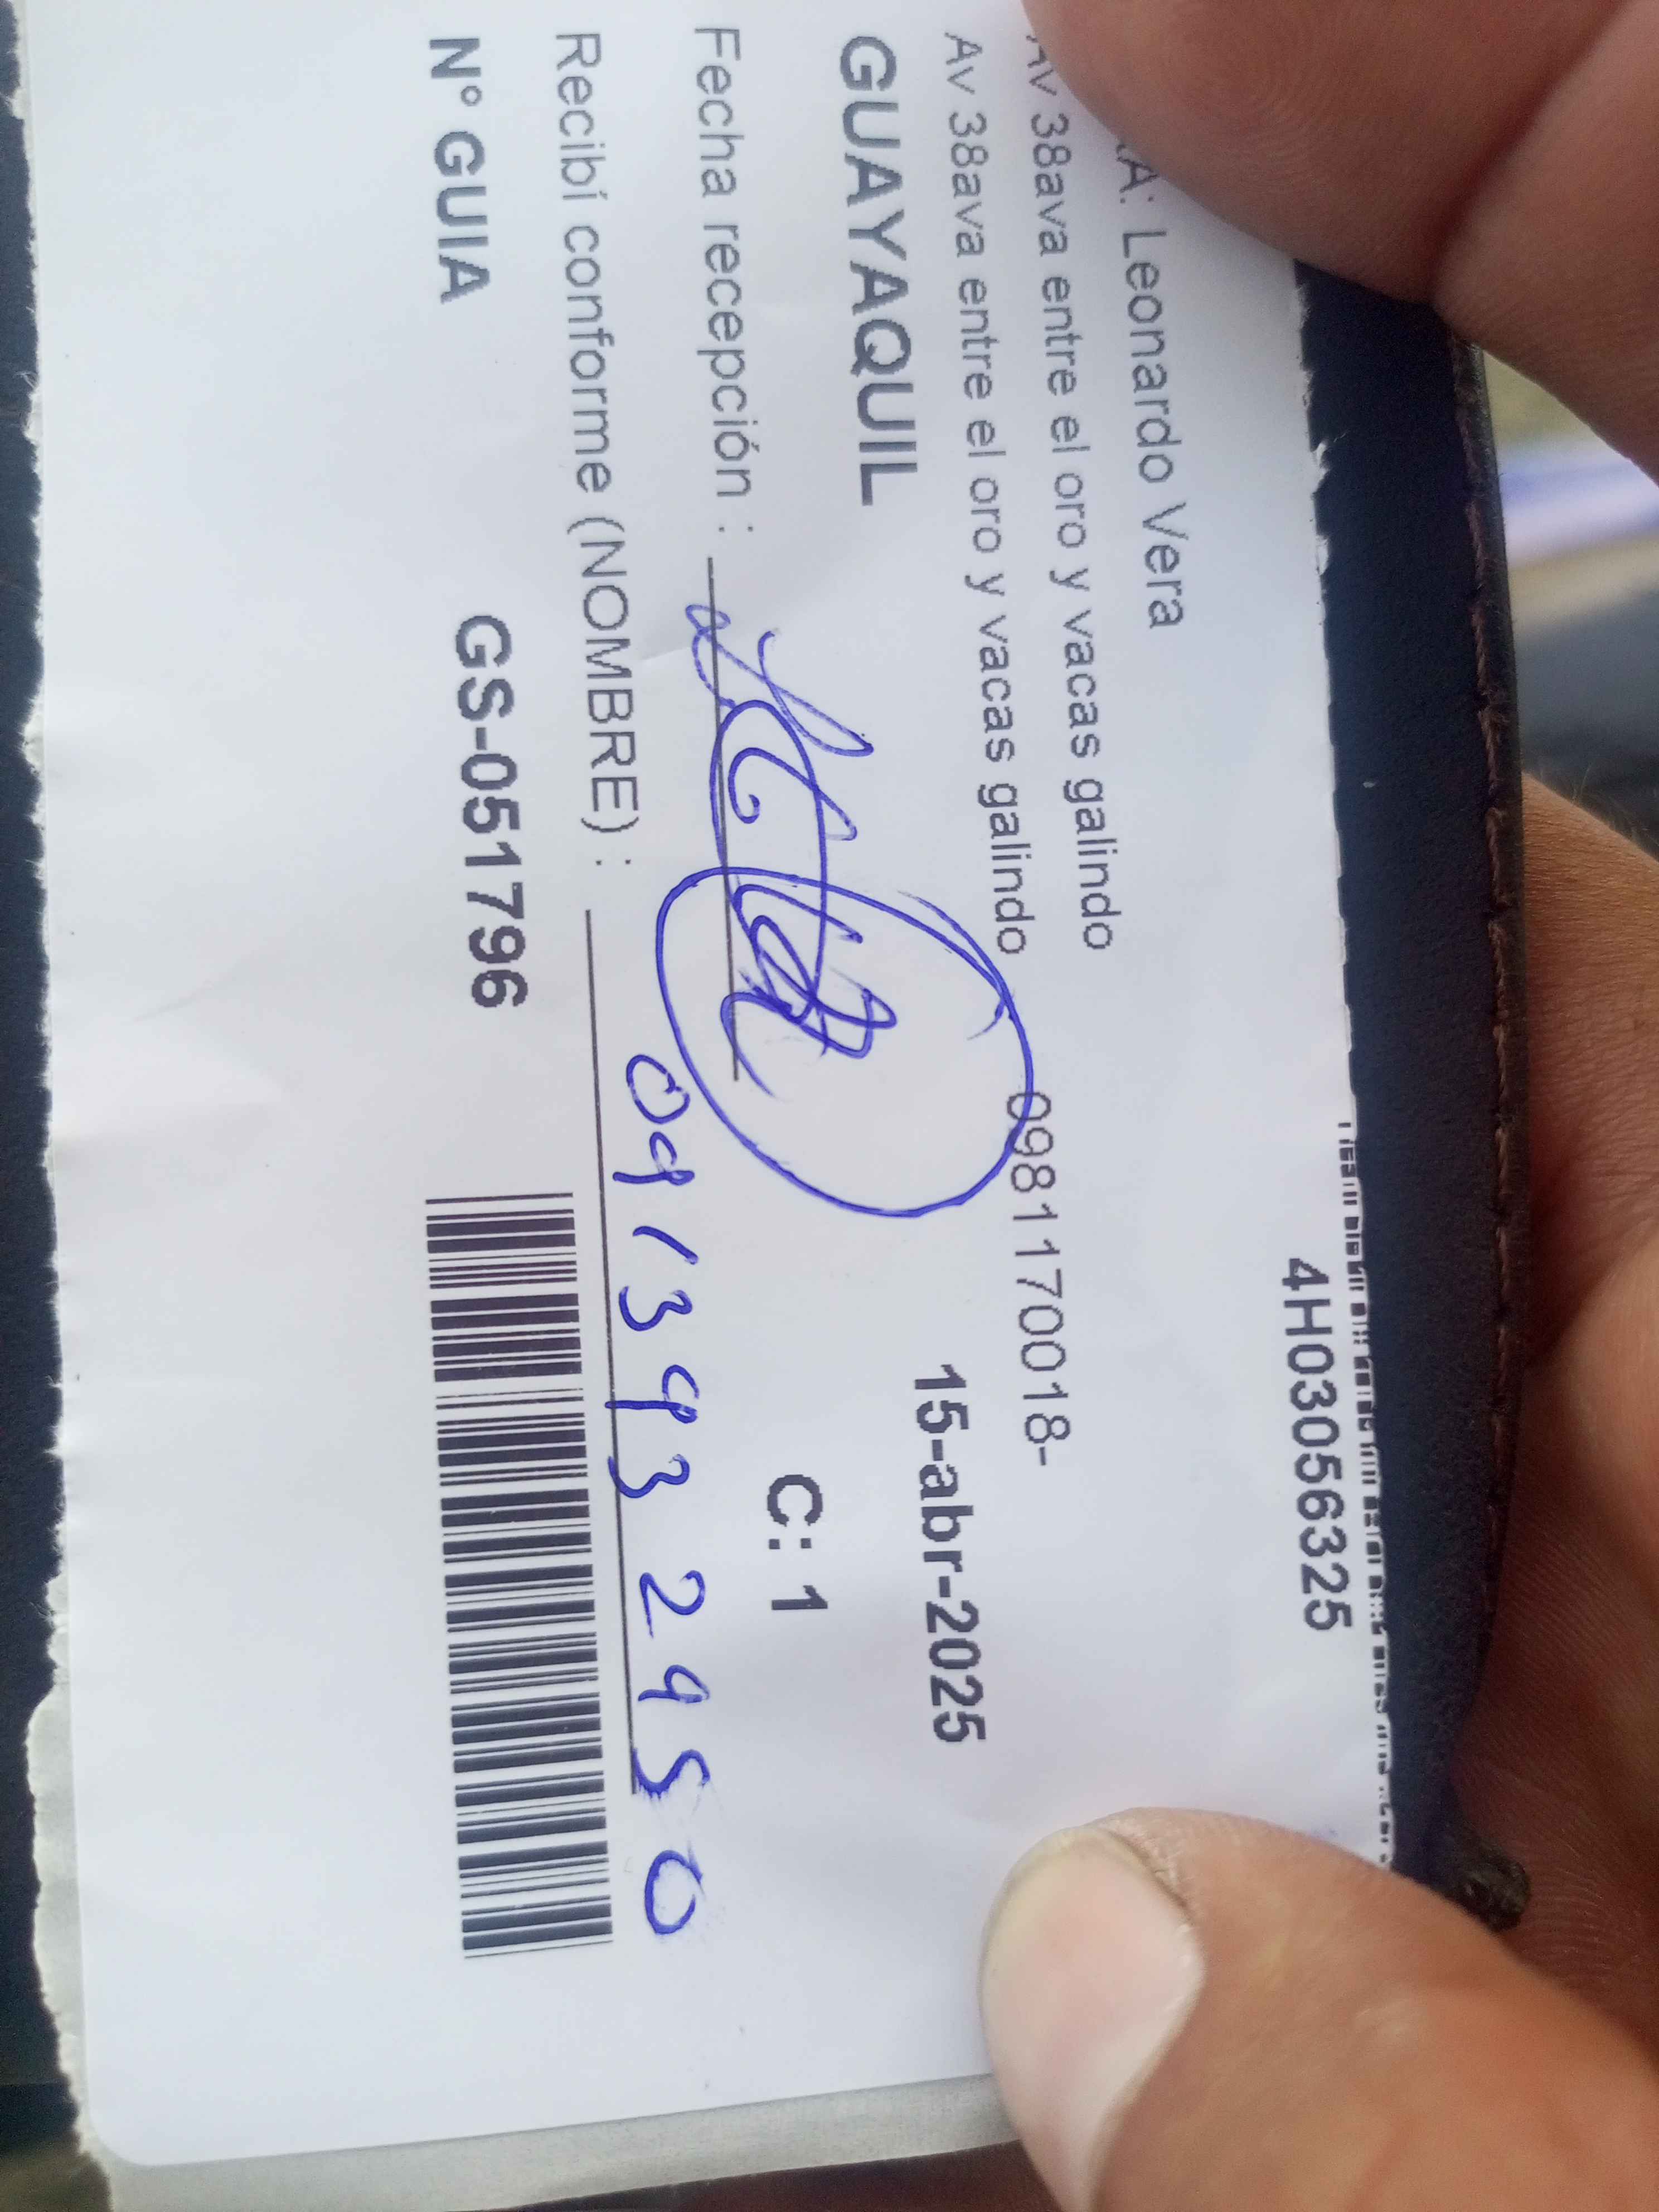 4H03056325
A: Leonardo Vera
Av 38ava entre el oro y vacas galindo
Av 38ava entre el oro y vacas galindo
0981170018-
GUAYAQUIL
15-abr-2025
Fecha recepción :
C: 1
Recibí conforme (NOMBRE) :
0913932950
N° GUIA
GS-051796